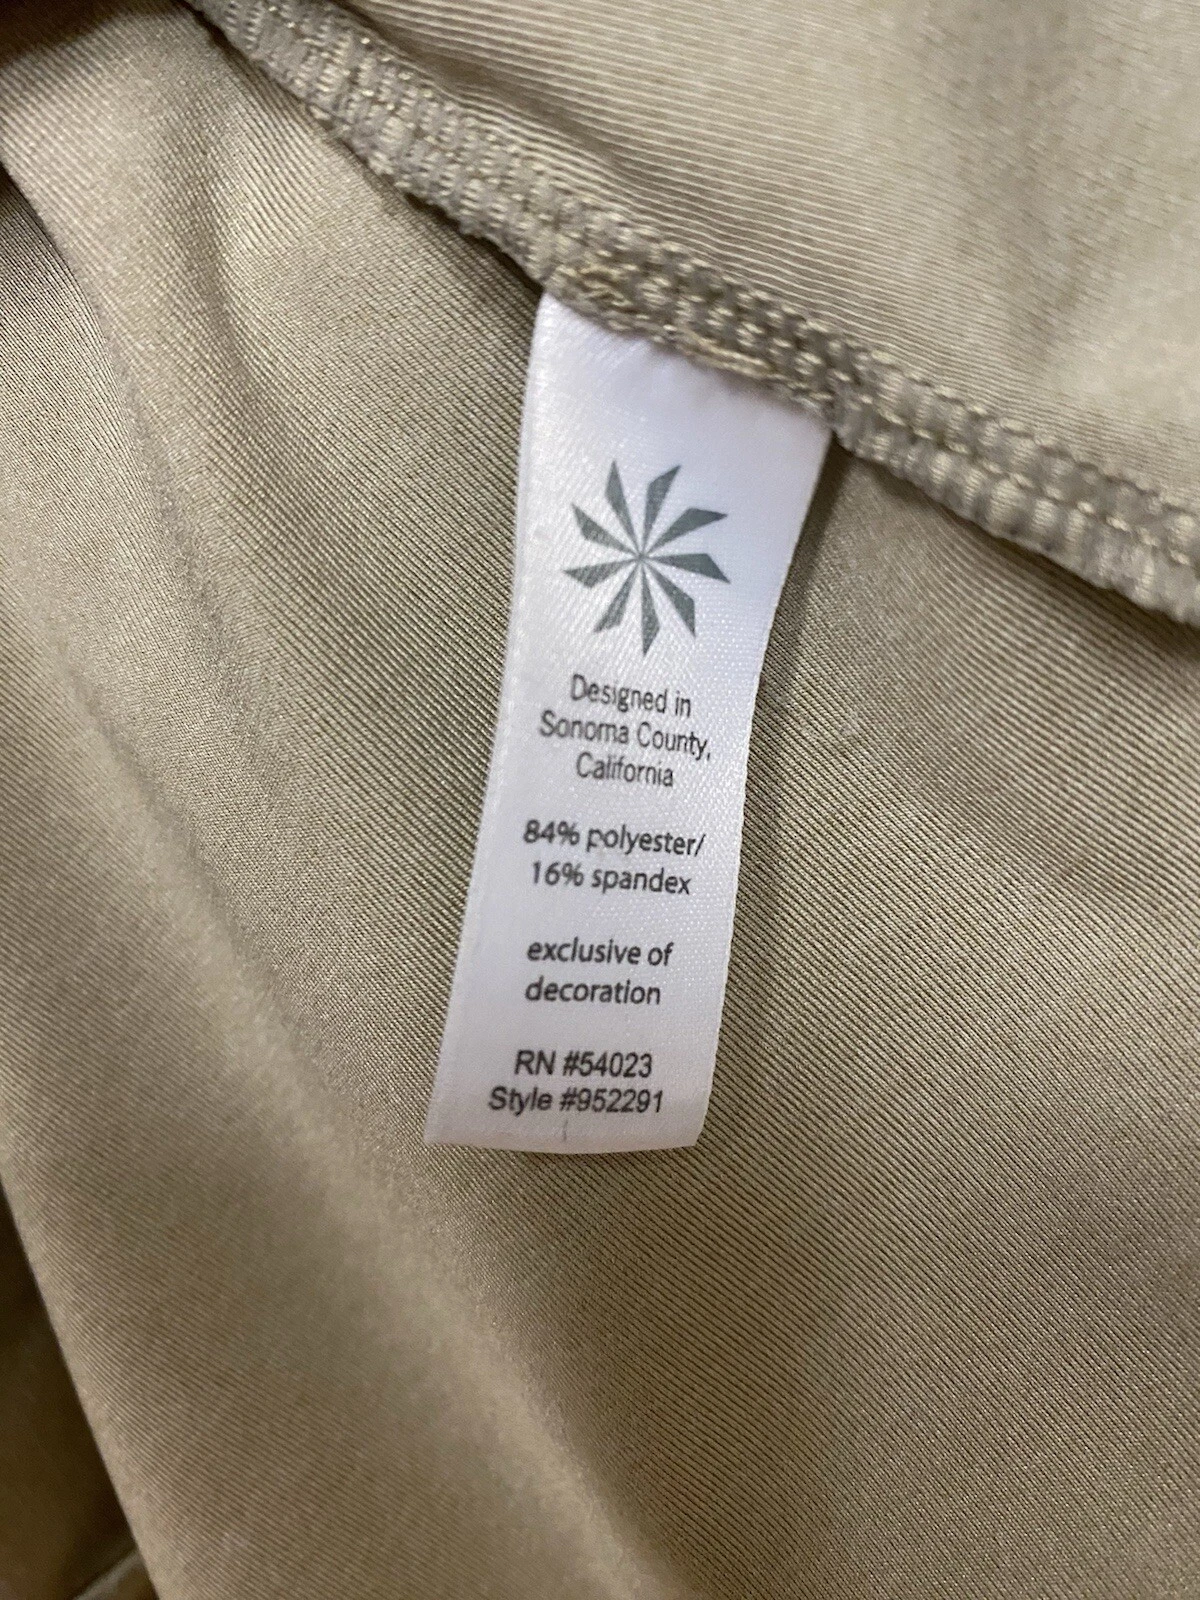 Designed in
Sonoma County,
California
84% polyester/
16% spandex
exclusive of
decoration
RN #54023
Style #952291